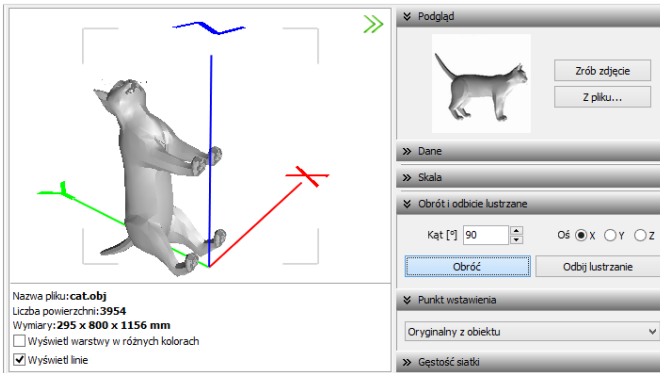 Podgląd
Zrób zdjęcie
Z pliku...
Dane
Skala
Obrót i odbicie lustrzane
Kąt [°] 90 Oś X Y Z
Obróć Odbij lustrzanie
Punkt wstawienia
Oryginalny z obiektu
Gęstość siatki
Z
X
Y
Nazwa pliku:cat.obj
Liczba powierzchni:3954
Wymiary:295 x 800 x 1156 mm
Wyświetl warstwy w różnych kolorach
Wyświetl linie